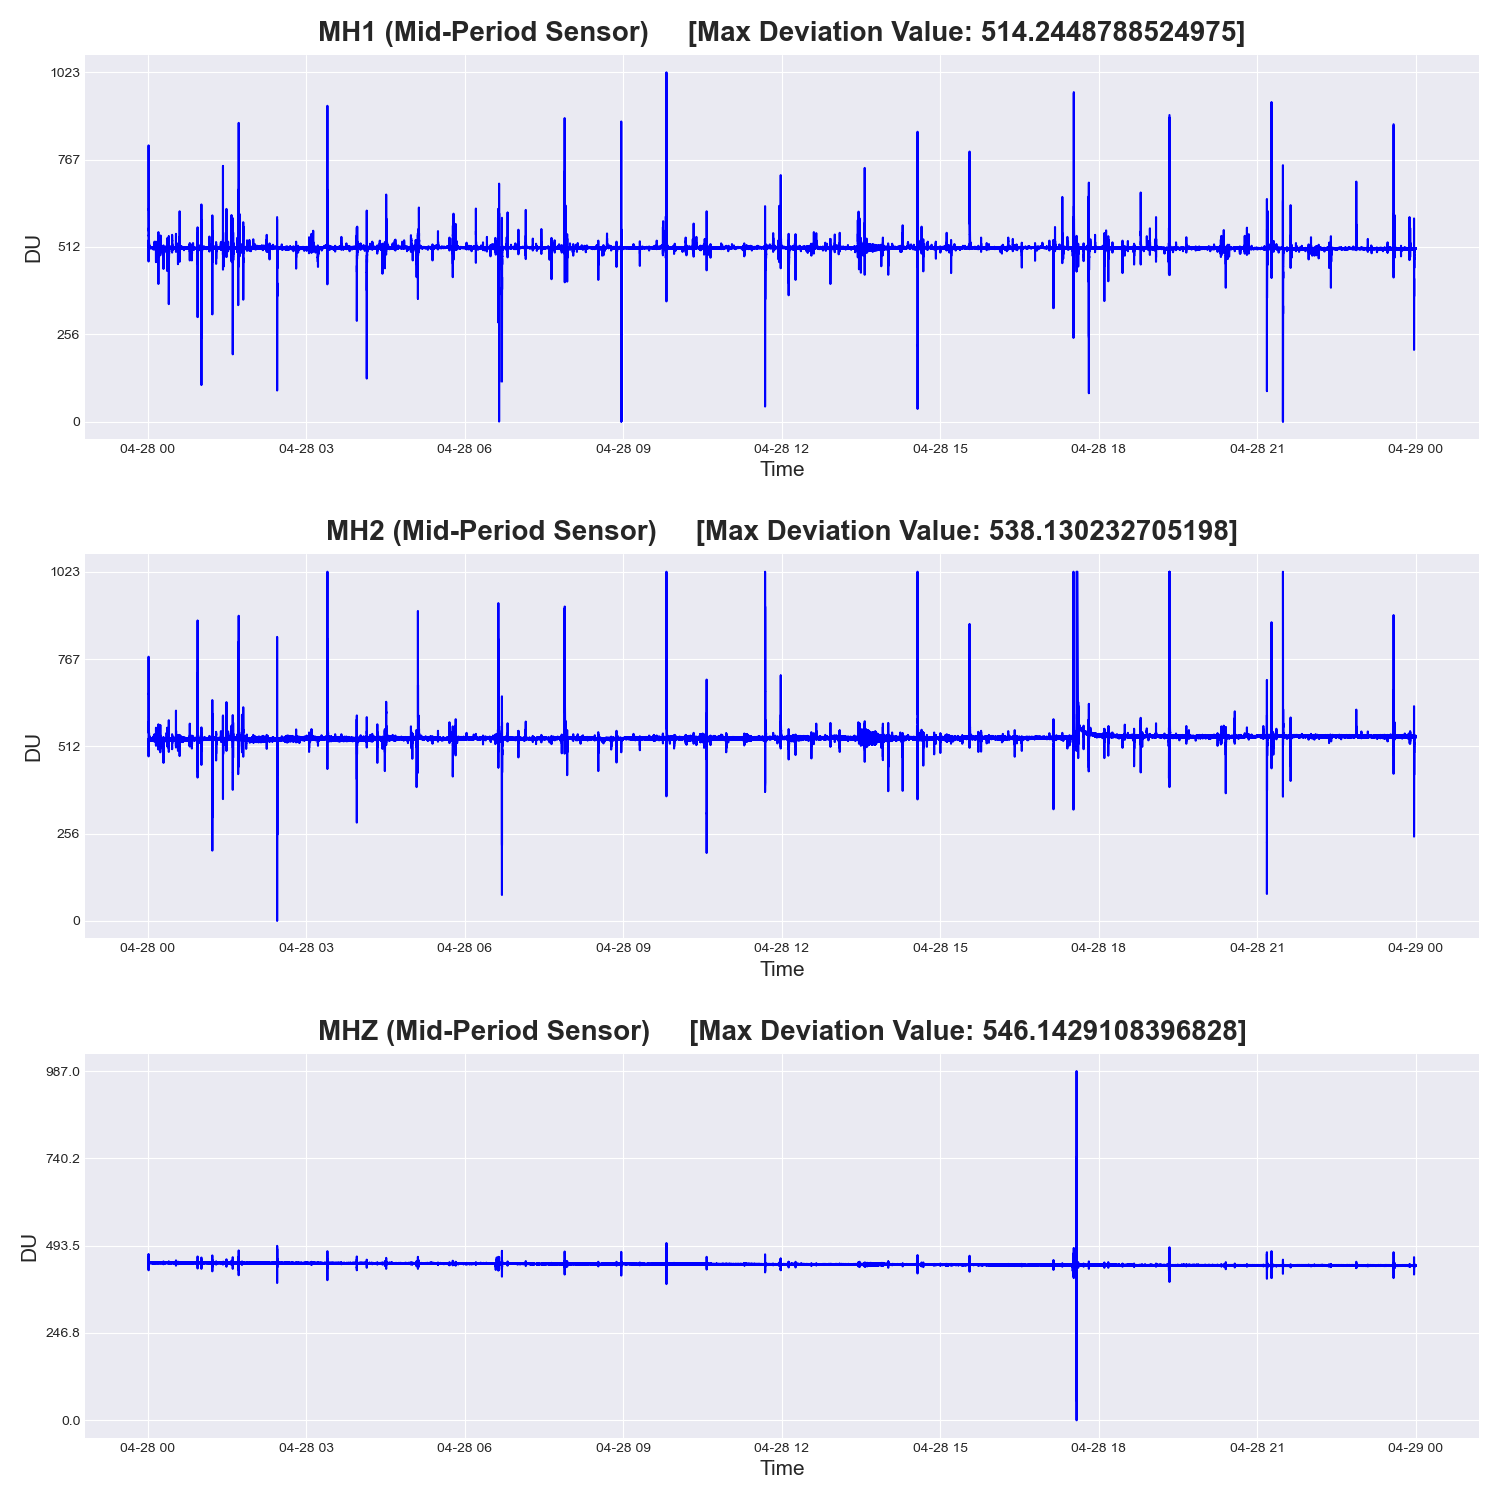 MH1 (Mid-Period Sensor) [Max Deviation Value: 514.2448788524975]
1023
767
512
256
0
DU
04-28 00 04-28 03 04-28 06 04-28 09 04-28 12 04-28 15 04-28 18 04-28 21 04-29 00
Time
MH2 (Mid-Period Sensor) [Max Deviation Value: 538.130232705198]
1023
767
512
256
0
DU
04-28 00 04-28 03 04-28 06 04-28 09 04-28 12 04-28 15 04-28 18 04-28 21 04-29 00
Time
MHZ (Mid-Period Sensor) [Max Deviation Value: 546.1429108396828]
987.0
740.2
493.5
246.8
0.0
DU
04-28 00 04-28 03 04-28 06 04-28 09 04-28 12 04-28 15 04-28 18 04-28 21 04-29 00
Time